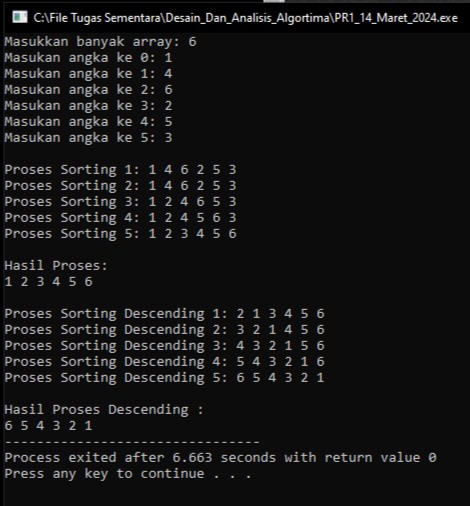 C:\File Tugas Sementara\Desain_Dan_Analisis_Algortima\PR1_14_Maret_2024.exe
Masukkan banyak array: 6
Masukan angka ke 0: 1
Masukan angka ke 1: 4
Masukan angka ke 2: 6
Masukan angka ke 3: 2
Masukan angka ke 4: 5
Masukan angka ke 5: 3
Proses Sorting 1: 1 4 6 2 5 3
Proses Sorting 2: 1 4 6 2 5 3
Proses Sorting 3: 1 2 4 6 5 3
Proses Sorting 4: 1 2 4 5 6 3
Proses Sorting 5: 1 2 3 4 5 6
Hasil Proses:
1 2 3 4 5 6
Proses Sorting Descending 1: 2 1 3 4 5 6
Proses Sorting Descending 2: 3 2 1 4 5 6
Proses Sorting Descending 3: 4 3 2 1 5 6
Proses Sorting Descending 4: 5 4 3 2 1 6
Proses Sorting Descending 5: 6 5 4 3 2 1
Hasil Proses Descending :
6 5 4 3 2 1
--------------------------------
Process exited after 6.663 seconds with return value 0
Press any key to continue . . .